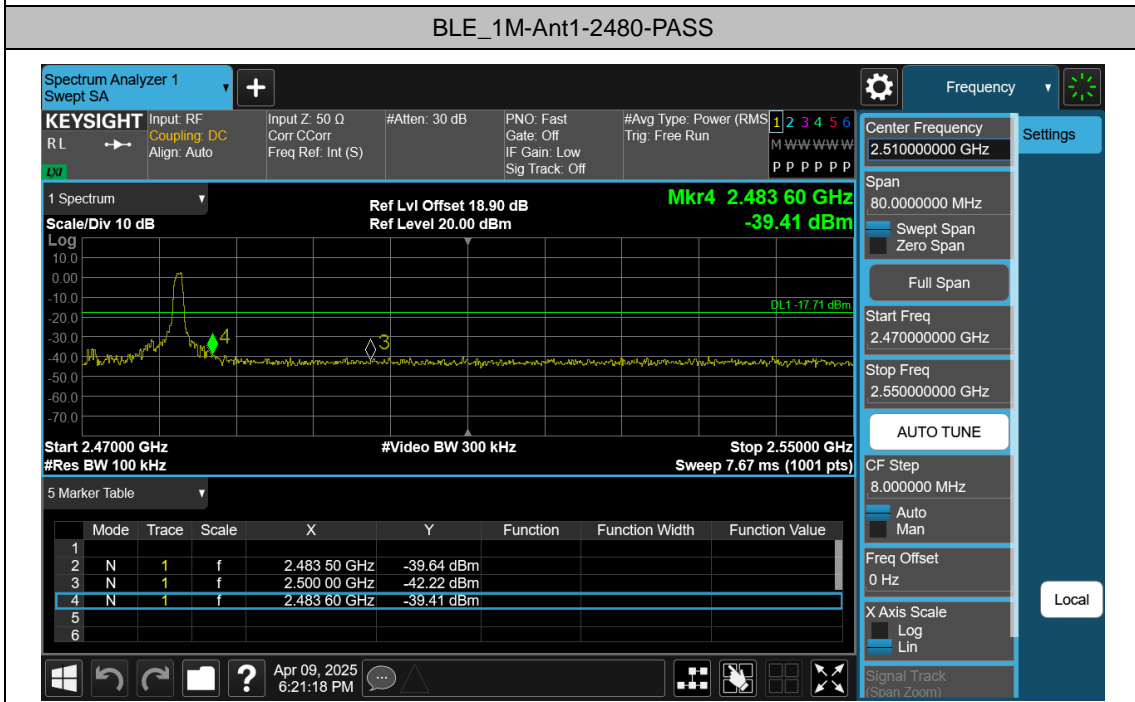 BLE_1M-Ant1-2480-PASS
Spectrum Analyzer 1
Swept SA
+
Frequency
KEYSIGHT
RL
LXI
Input: RF
Coupling: DC
Align: Auto
Input Z: 50 Ω
Corr CCorr
Freq Ref: Int (S)
#Atten: 30 dB
PNO: Fast
Gate: Off
IF Gain: Low
Sig Track: Off
#Avg Type: Power (RMS
Trig: Free Run
1 2 3 4 5 6
M W W W W W
P P P P P P
1 Spectrum
Scale/Div 10 dB
Ref Lvl Offset 18.90 dB
Ref Level 20.00 dBm
Mkr4 2.483 60 GHz
-39.41 dBm
Log
10.0
0.00
-10.0
-20.0
-30.0
-40.0
-50.0
-60.0
-70.0
DL1 -17.71 dBm
4
3
Start 2.47000 GHz
#Video BW 300 kHz
Stop 2.55000 GHz
#Res BW 100 kHz
Sweep 7.67 ms (1001 pts)
5 Marker Table
Mode Trace Scale X Y Function Function Width Function Value
1
2 N 1 f 2.483 50 GHz -39.64 dBm
3 N 1 f 2.500 00 GHz -42.22 dBm
4 N 1 f 2.483 60 GHz -39.41 dBm
5
6
Center Frequency
2.510000000 GHz
Span
80.0000000 MHz
Swept Span
Zero Span
Full Span
Start Freq
2.470000000 GHz
Stop Freq
2.550000000 GHz
AUTO TUNE
CF Step
8.000000 MHz
Auto
Man
Freq Offset
0 Hz
X Axis Scale
Log
Lin
Signal Track
(Span Zoom)
Settings
Local
?
Apr 09, 2025
6:21:18 PM